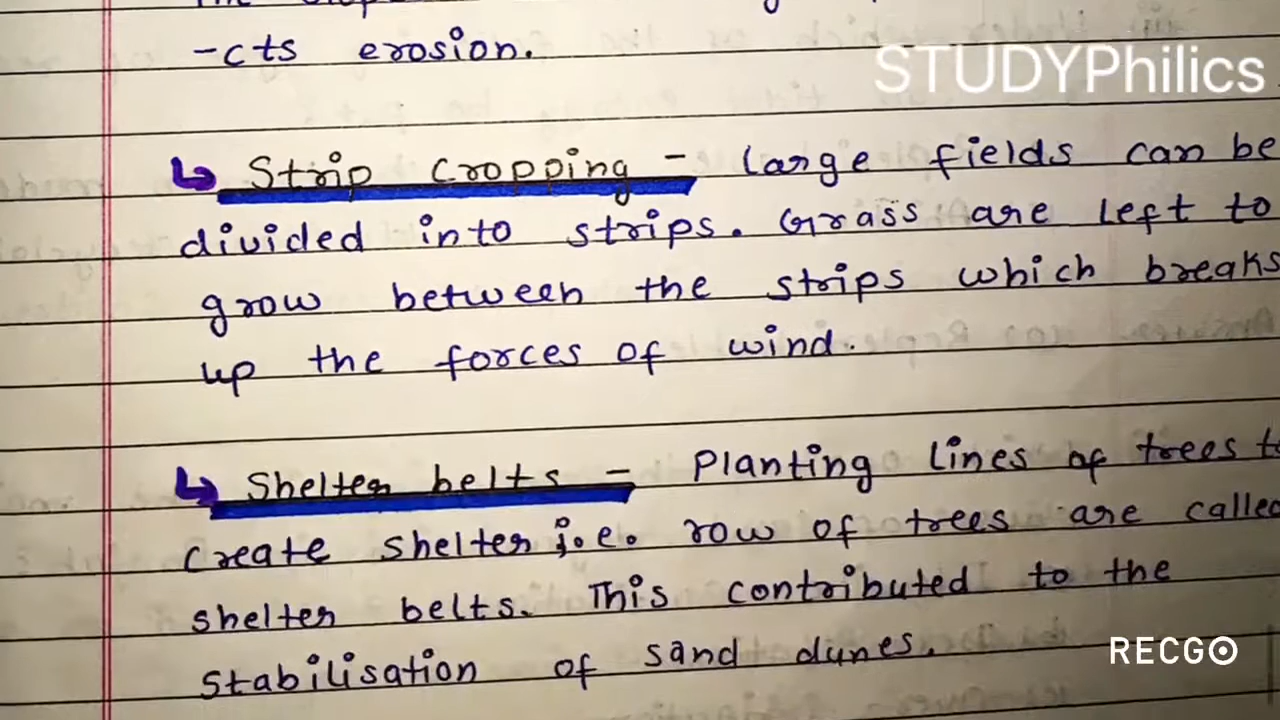 -cts erosion.
STUDYPhilics
↳ Strip cropping - Large fields can be
divided into strips. Grass are left to
grow between the strips which breaks
up the forces of wind.
↳ Shelter belts - Planting lines of trees to
create shelter i.e. row of trees are called
shelter belts. This contributed to the
stabilisation of sand dunes.
RECGO